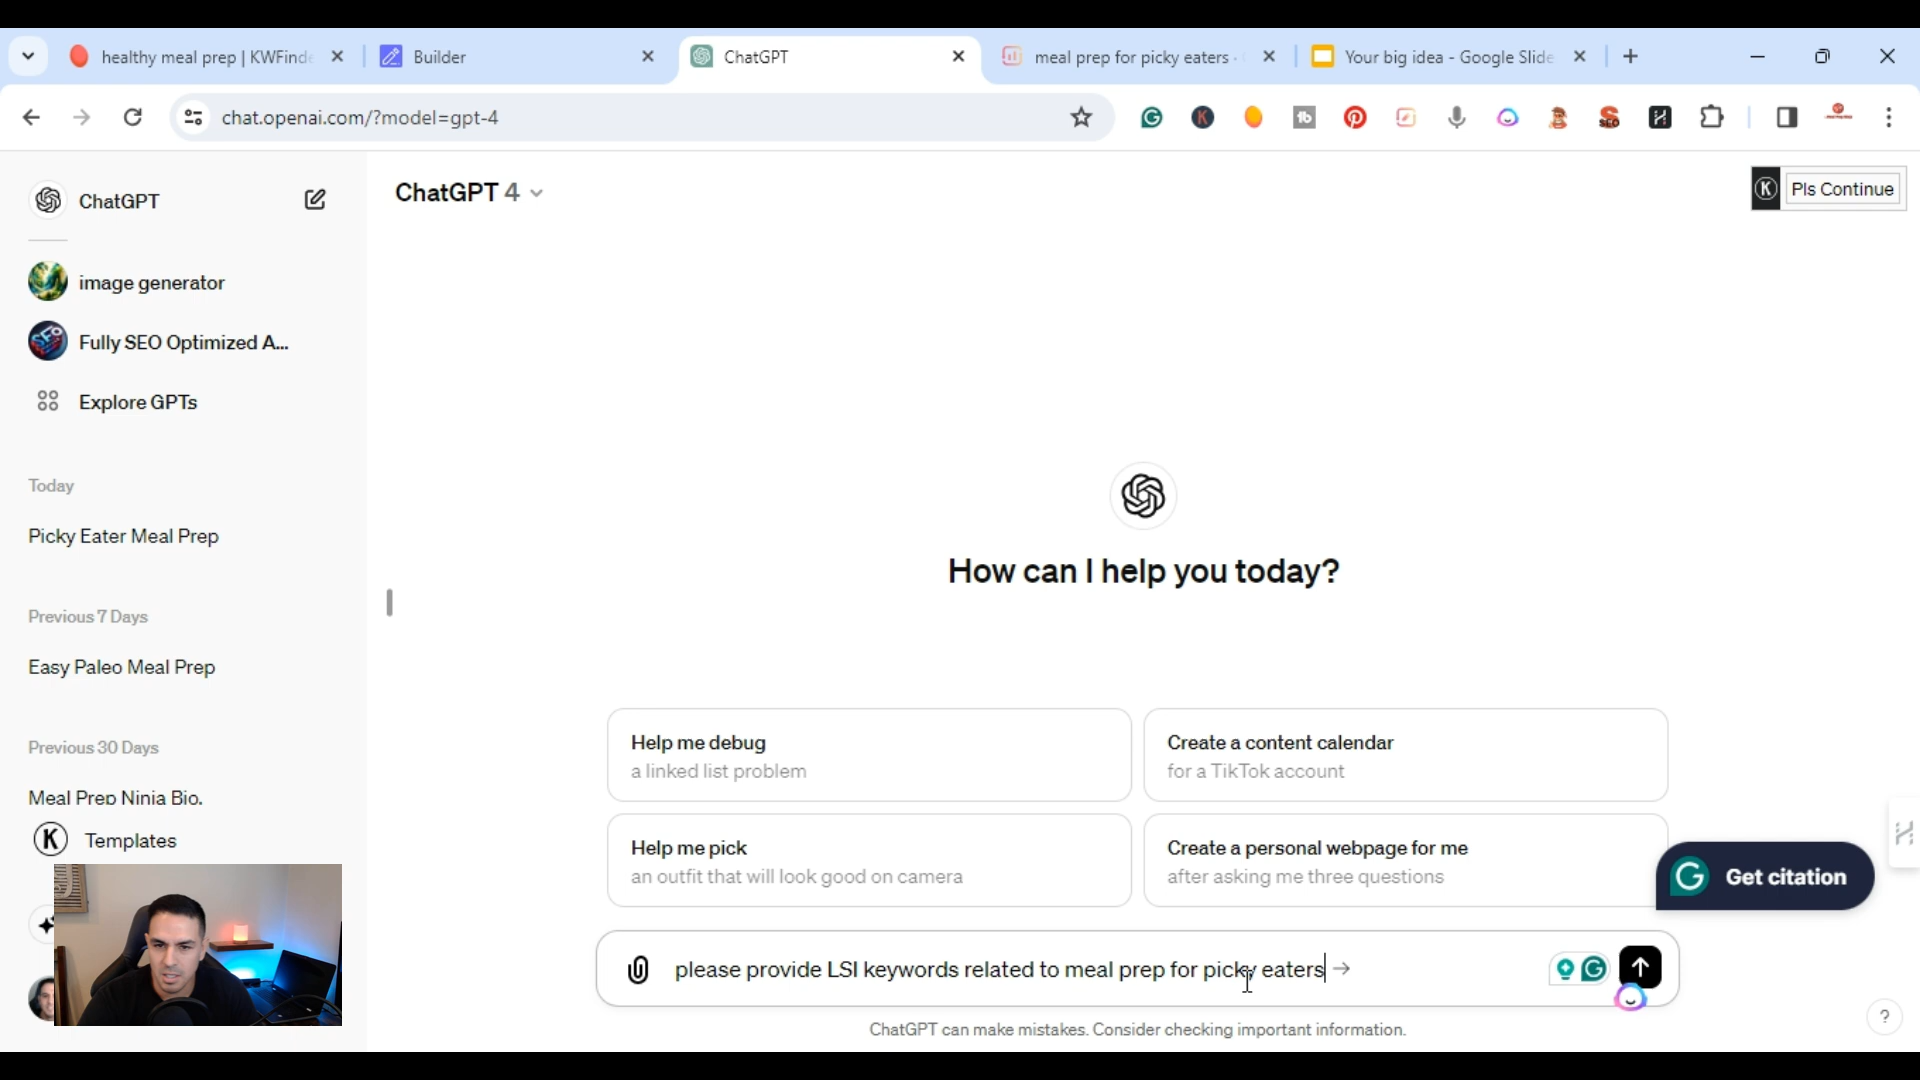 healthy meal prep | KWFinde
Builder
ChatGPT
meal prep for picky eaters -
Your big idea - Google Slide
chat.openai.com/?model=gpt-4
ChatGPT
ChatGPT 4
K
Pls Continue
image generator
Fully SEO Optimized A...
Explore GPTs
Today
Picky Eater Meal Prep
How can I help you today?
Previous 7 Days
Easy Paleo Meal Prep
Previous 30 Days
Meal Prep Ninja Bio.
K
Templates
Help me debug
a linked list problem
Create a content calendar
for a TikTok account
Help me pick
an outfit that will look good on camera
Create a personal webpage for me
after asking me three questions
Get citation
please provide LSI keywords related to meal prep for picky eaters
ChatGPT can make mistakes. Consider checking important information.
?